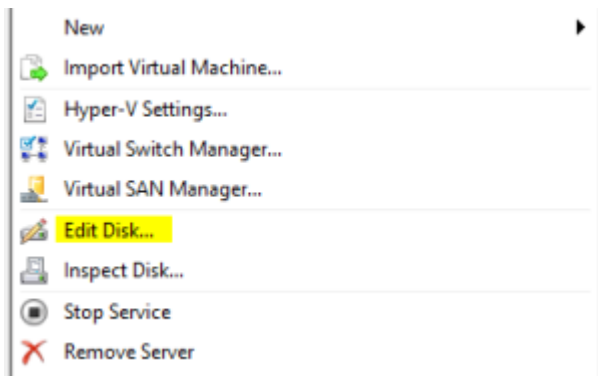 New
Import Virtual Machine...
Hyper-V Settings...
Virtual Switch Manager...
Virtual SAN Manager...
Edit Disk...
Inspect Disk...
Stop Service
Remove Server